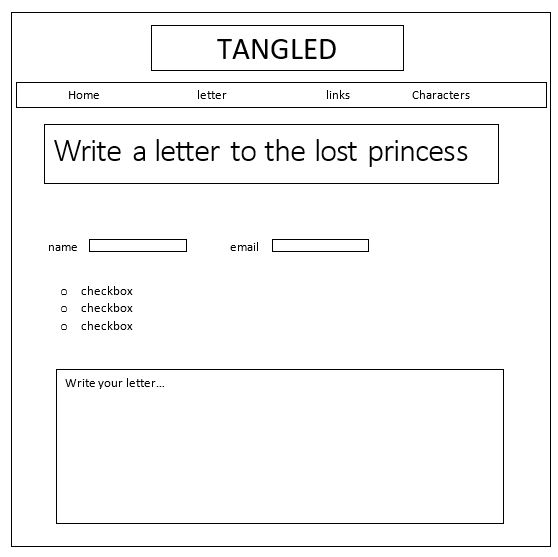 TANGLED
Home letter links Characters
Write a letter to the lost princess
name email
checkbox
checkbox
checkbox
Write your letter...